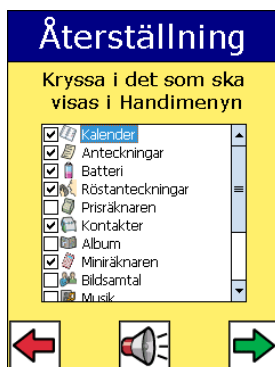 Återställning
Kryssa i det som ska
visas i Handimenyn
Kalender
Anteckningar
Batteri
Röstanteckningar
Prisräknaren
Kontakter
Album
Miniräknaren
Bildsamtal
Musik